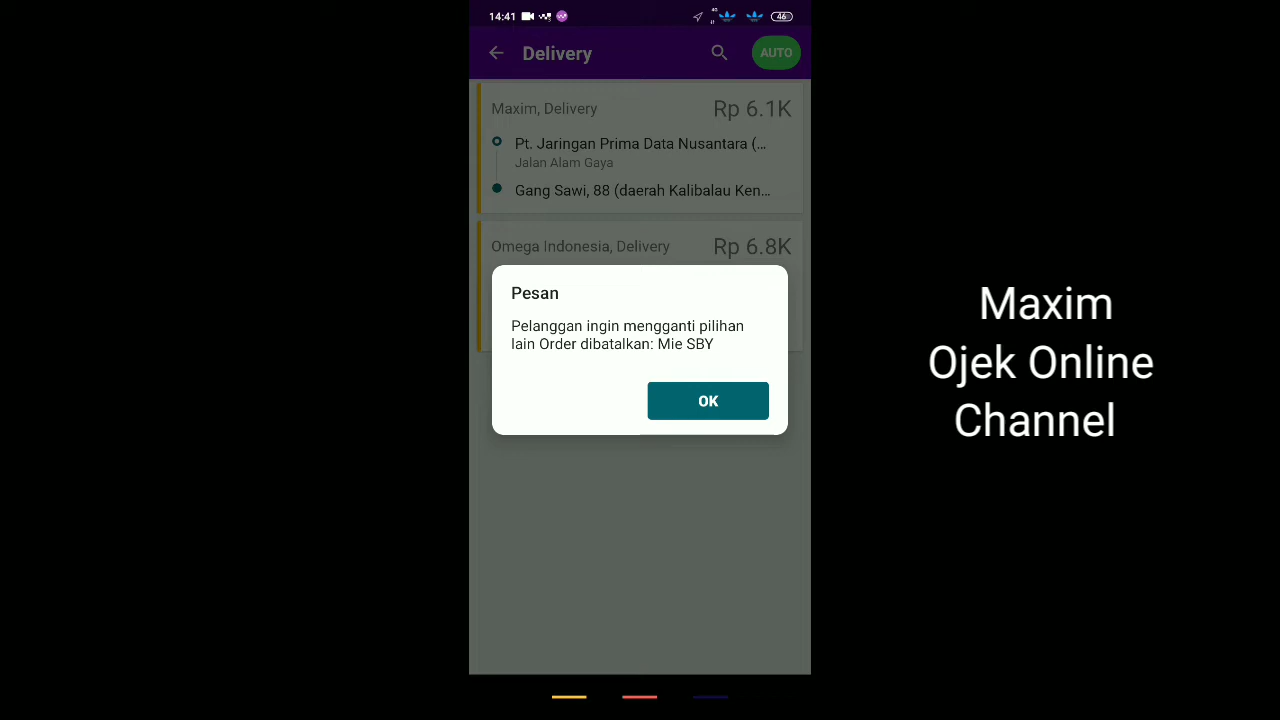 14:41
4G
46
Delivery
AUTO
Maxim, Delivery
Rp 6.1K
Pt. Jaringan Prima Data Nusantara (...
Jalan Alam Gaya
Gang Sawi, 88 (daerah Kalibalau Ken...
Omega Indonesia, Delivery
Rp 6.8K
Pesan
Pelanggan ingin mengganti pilihan
lain Order dibatalkan: Mie SBY
OK
Maxim
Ojek Online
Channel